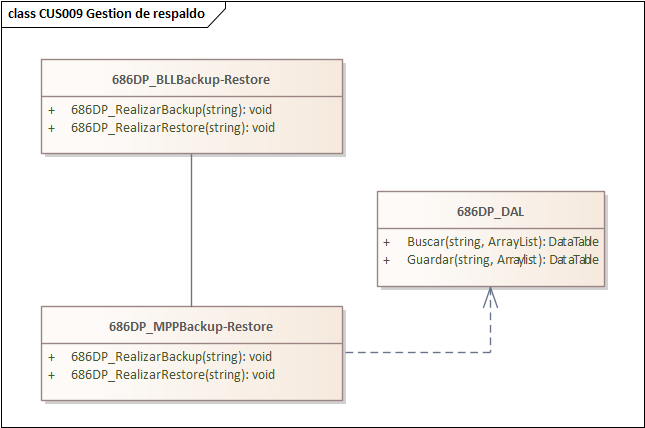 class CUS009 Gestion de respaldo
686DP_BLLBackup-Restore
+ 686DP_RealizarBackup(string): void
+ 686DP_RealizarRestore(string): void
686DP_DAL
+ Buscar(string, ArrayList): DataTable
+ Guardar(string, Arraylist): DataTable
686DP_MPPBackup-Restore
+ 686DP_RealizarBackup(string): void
+ 686DP_RealizarRestore(string): void